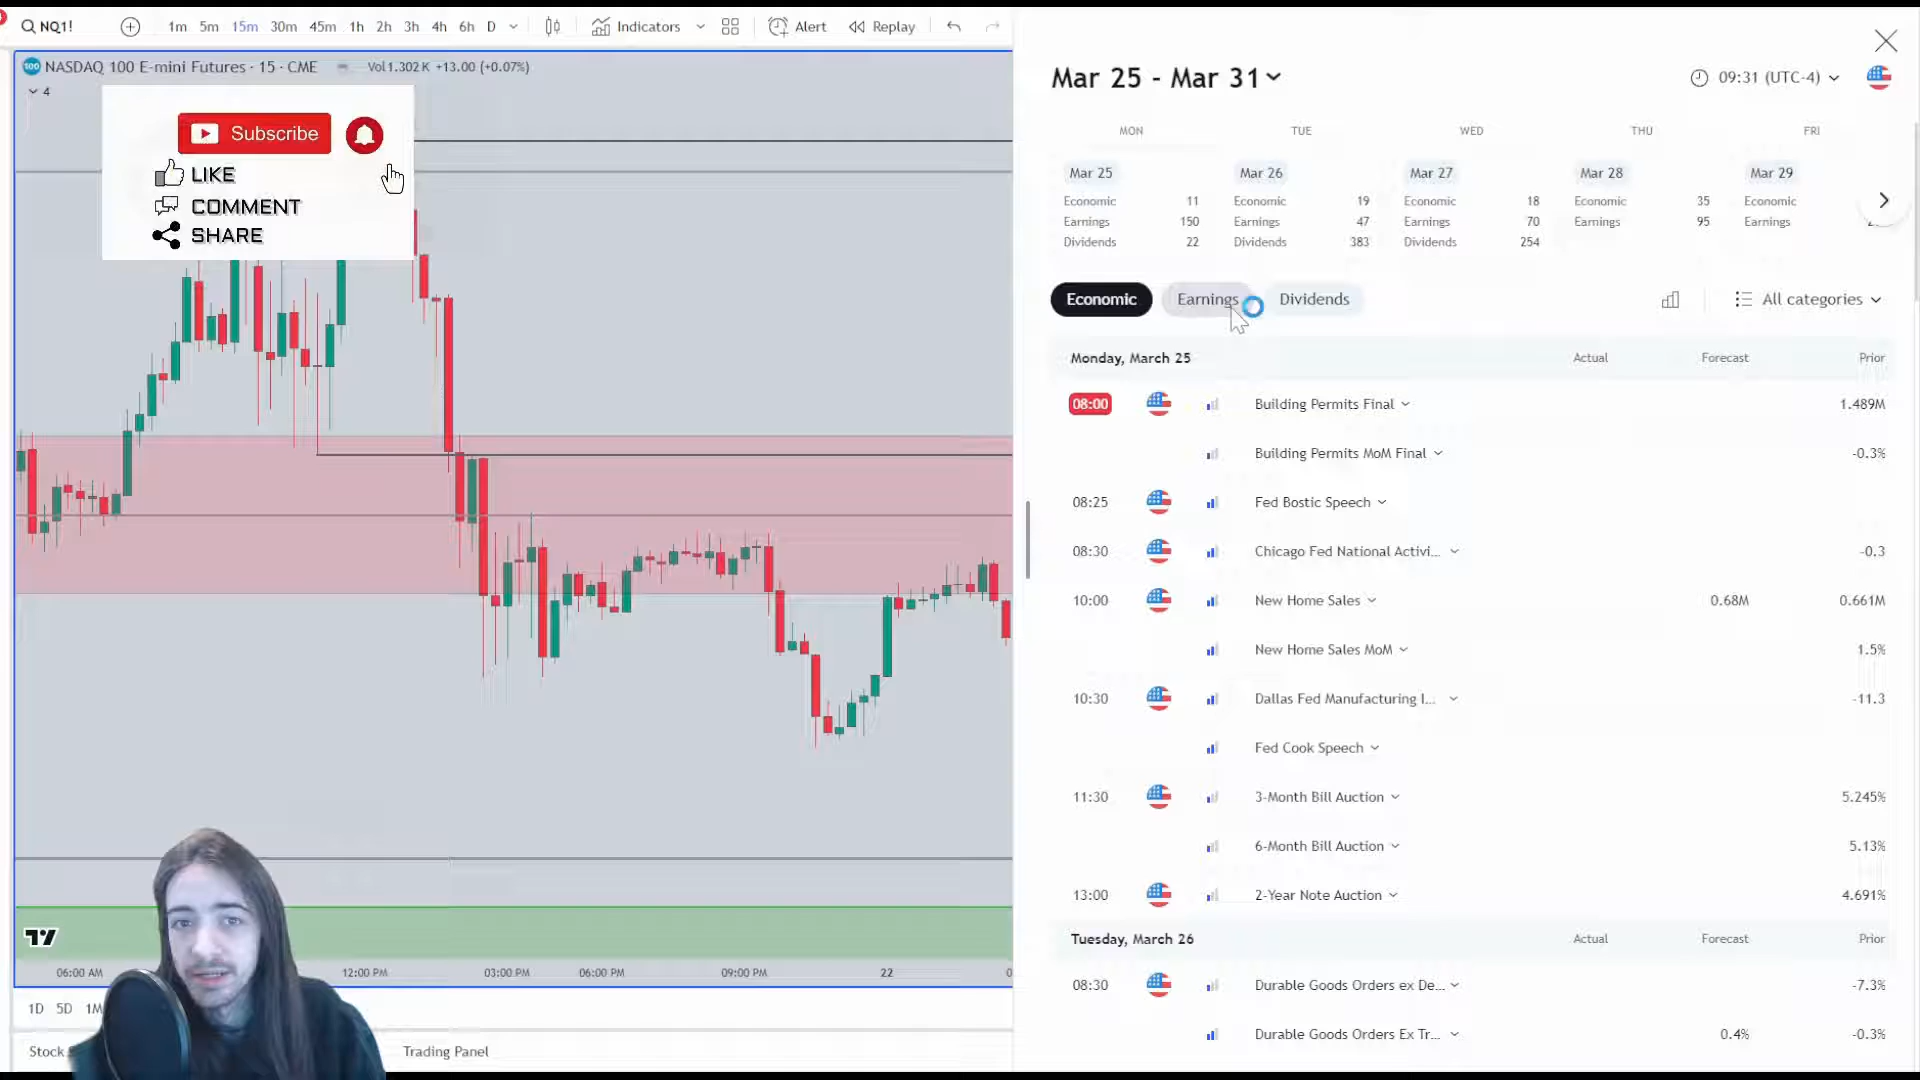 NQ1!
1m 5m 15m 30m 45m 1h 2h 3h 4h 6h D
Indicators
Alert
Replay
NASDAQ 100 E-mini Futures · 15 · CME
Vol 1.302 K +13.00 (+0.07%)
4
Subscribe
LIKE
COMMENT
SHARE
06:00 AM 12:00 PM 03:00 PM 06:00 PM 09:00 PM 22
1D 5D 1M
Stock
Trading Panel
Mar 25 - Mar 31
09:31 (UTC-4)
MON TUE WED THU FRI
Mar 25 Mar 26 Mar 27 Mar 28 Mar 29
Economic 11 Economic 19 Economic 18 Economic 35 Economic
Earnings 150 Earnings 47 Earnings 70 Earnings 95 Earnings
Dividends 22 Dividends 383 Dividends 254
Economic Earnings Dividends
All categories
Monday, March 25 Actual Forecast Prior
08:00 Building Permits Final 1.489M
Building Permits MoM Final -0.3%
08:25 Fed Bostic Speech
08:30 Chicago Fed National Activi... -0.3
10:00 New Home Sales 0.68M 0.661M
New Home Sales MoM 1.5%
10:30 Dallas Fed Manufacturing I... -11.3
Fed Cook Speech
11:30 3-Month Bill Auction 5.245%
6-Month Bill Auction 5.13%
13:00 2-Year Note Auction 4.691%
Tuesday, March 26 Actual Forecast Prior
08:30 Durable Goods Orders ex De... -7.3%
Durable Goods Orders Ex Tr... 0.4% -0.3%